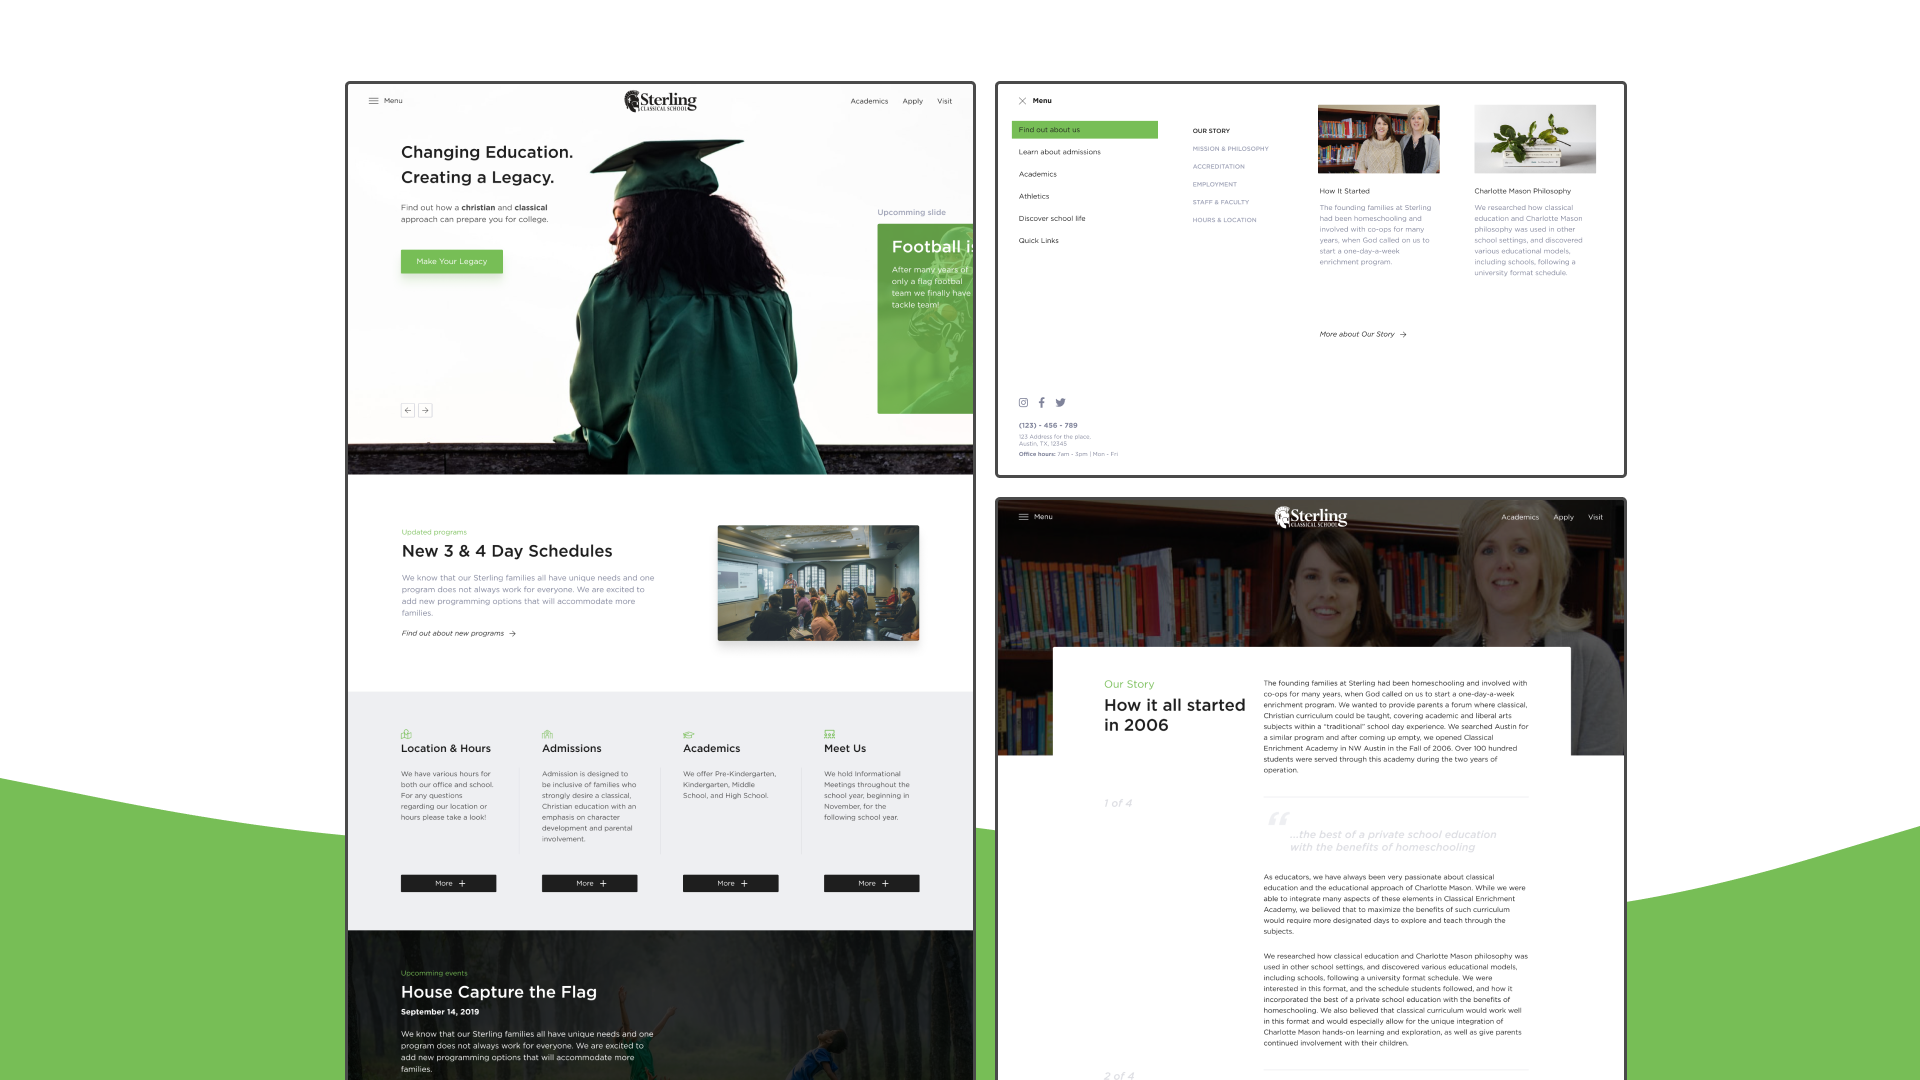 Menu
Sterling
CLASSICAL SCHOOL
Academics
Apply
Visit
Changing Education.
Creating a Legacy.
Find out how a christian and classical
approach can prepare you for college.
Make Your Legacy
Upcomming slide
Football is
After many years of
only a flag footbal
team we finally have
tackle team!
Updated programs
New 3 & 4 Day Schedules
We know that our Sterling families all have unique needs and one
program does not always work for everyone. We are excited to
add new programming options that will accommodate more
families.
Find out about new programs
Location & Hours
We have various hours for
both our office and school.
For any questions
regarding our location or
hours please take a look!
More
Admissions
Admission is designed to
be inclusive of families who
strongly desire a classical,
Christian education with an
emphasis on character
development and parental
involvement.
More
Academics
We offer Pre-Kindergarten,
Kindergarten, Middle
School, and High School.
More
Meet Us
We hold Informational
Meetings throughout the
school year, beginning in
November, for the
following school year.
More
Upcomming events
House Capture the Flag
September 14, 2019
We know that our Sterling families all have unique needs and one
program does not always work for everyone. We are excited to
add new programming options that will accommodate more
families.
Menu
Find out about us
Learn about admissions
Academics
Athletics
Discover school life
Quick Links
OUR STORY
MISSION & PHILOSOPHY
ACCREDITATION
EMPLOYMENT
STAFF & FACULTY
HOURS & LOCATION
How It Started
The founding families at Sterling
had been homeschooling and
involved with co-ops for many
years, when God called on us to
start a one-day-a-week
enrichment program.
Charlotte Mason Philosophy
We researched how classical
education and Charlotte Mason
philosophy was used in other
school settings, and discovered
various educational models,
including schools, following a
university format schedule.
More about Our Story
(123) - 456 - 789
123 Address for the place,
Austin, TX, 12345
Office hours: 7am - 3pm | Mon - Fri
Menu
Sterling
CLASSICAL SCHOOL
Academics
Apply
Visit
Our Story
How it all started
in 2006
The founding families at Sterling had been homeschooling and involved with
co-ops for many years, when God called on us to start a one-day-a-week
enrichment program. We wanted to provide parents a forum where classical,
Christian curriculum could be taught, covering academic and liberal arts
subjects within a “traditional” school day experience. We searched Austin for
a similar program and after coming up empty, we opened Classical
Enrichment Academy in NW Austin in the Fall of 2006. Over 100 hundred
students were served through this academy during the two years of
operation.
1 of 4
“
...the best of a private school education
with the benefits of homeschooling
As educators, we have always been very passionate about classical
education and the educational approach of Charlotte Mason. While we were
able to integrate many aspects of these elements in Classical Enrichment
Academy, we believed that to maximize the benefits of such curriculum
would require more designated days to explore and teach through the
subjects.
We researched how classical education and Charlotte Mason philosophy was
used in other school settings, and discovered various educational models,
including schools, following a university format schedule. We were
interested in this format, and the schedule students followed, and how it
incorporated the best of a private school education with the benefits of
homeschooling. We also believed that classical curriculum would work well
in this format and would especially allow for the unique integration of
Charlotte Mason hands-on learning and exploration, as well as give parents
continued involvement with their children.
2 of 4